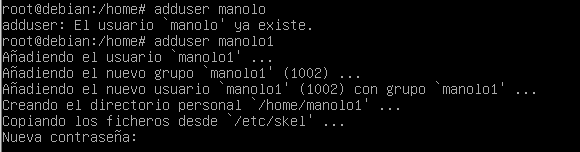 root@debian:/home# adduser manolo
adduser: El usuario `manolo' ya existe.
root@debian:/home# adduser manolo1
Añadiendo el usuario `manolo1' ...
Añadiendo el nuevo grupo `manolo1' (1002) ...
Añadiendo el nuevo usuario `manolo1' (1002) con grupo `manolo1' ...
Creando el directorio personal `/home/manolo1' ...
Copiando los ficheros desde `/etc/skel' ...
Nueva contraseña: